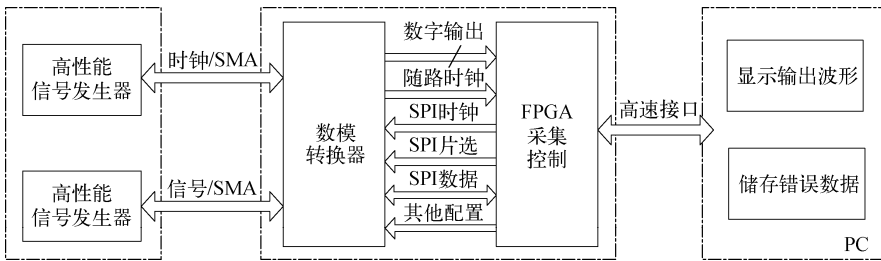 高性能
信号发生器
时钟/SMA
高性能
信号发生器
信号/SMA
数模
转换器
数字输出
随路时钟
SPI时钟
SPI片选
SPI数据
其他配置
FPGA
采集
控制
高速接口
显示输出波形
储存错误数据
PC